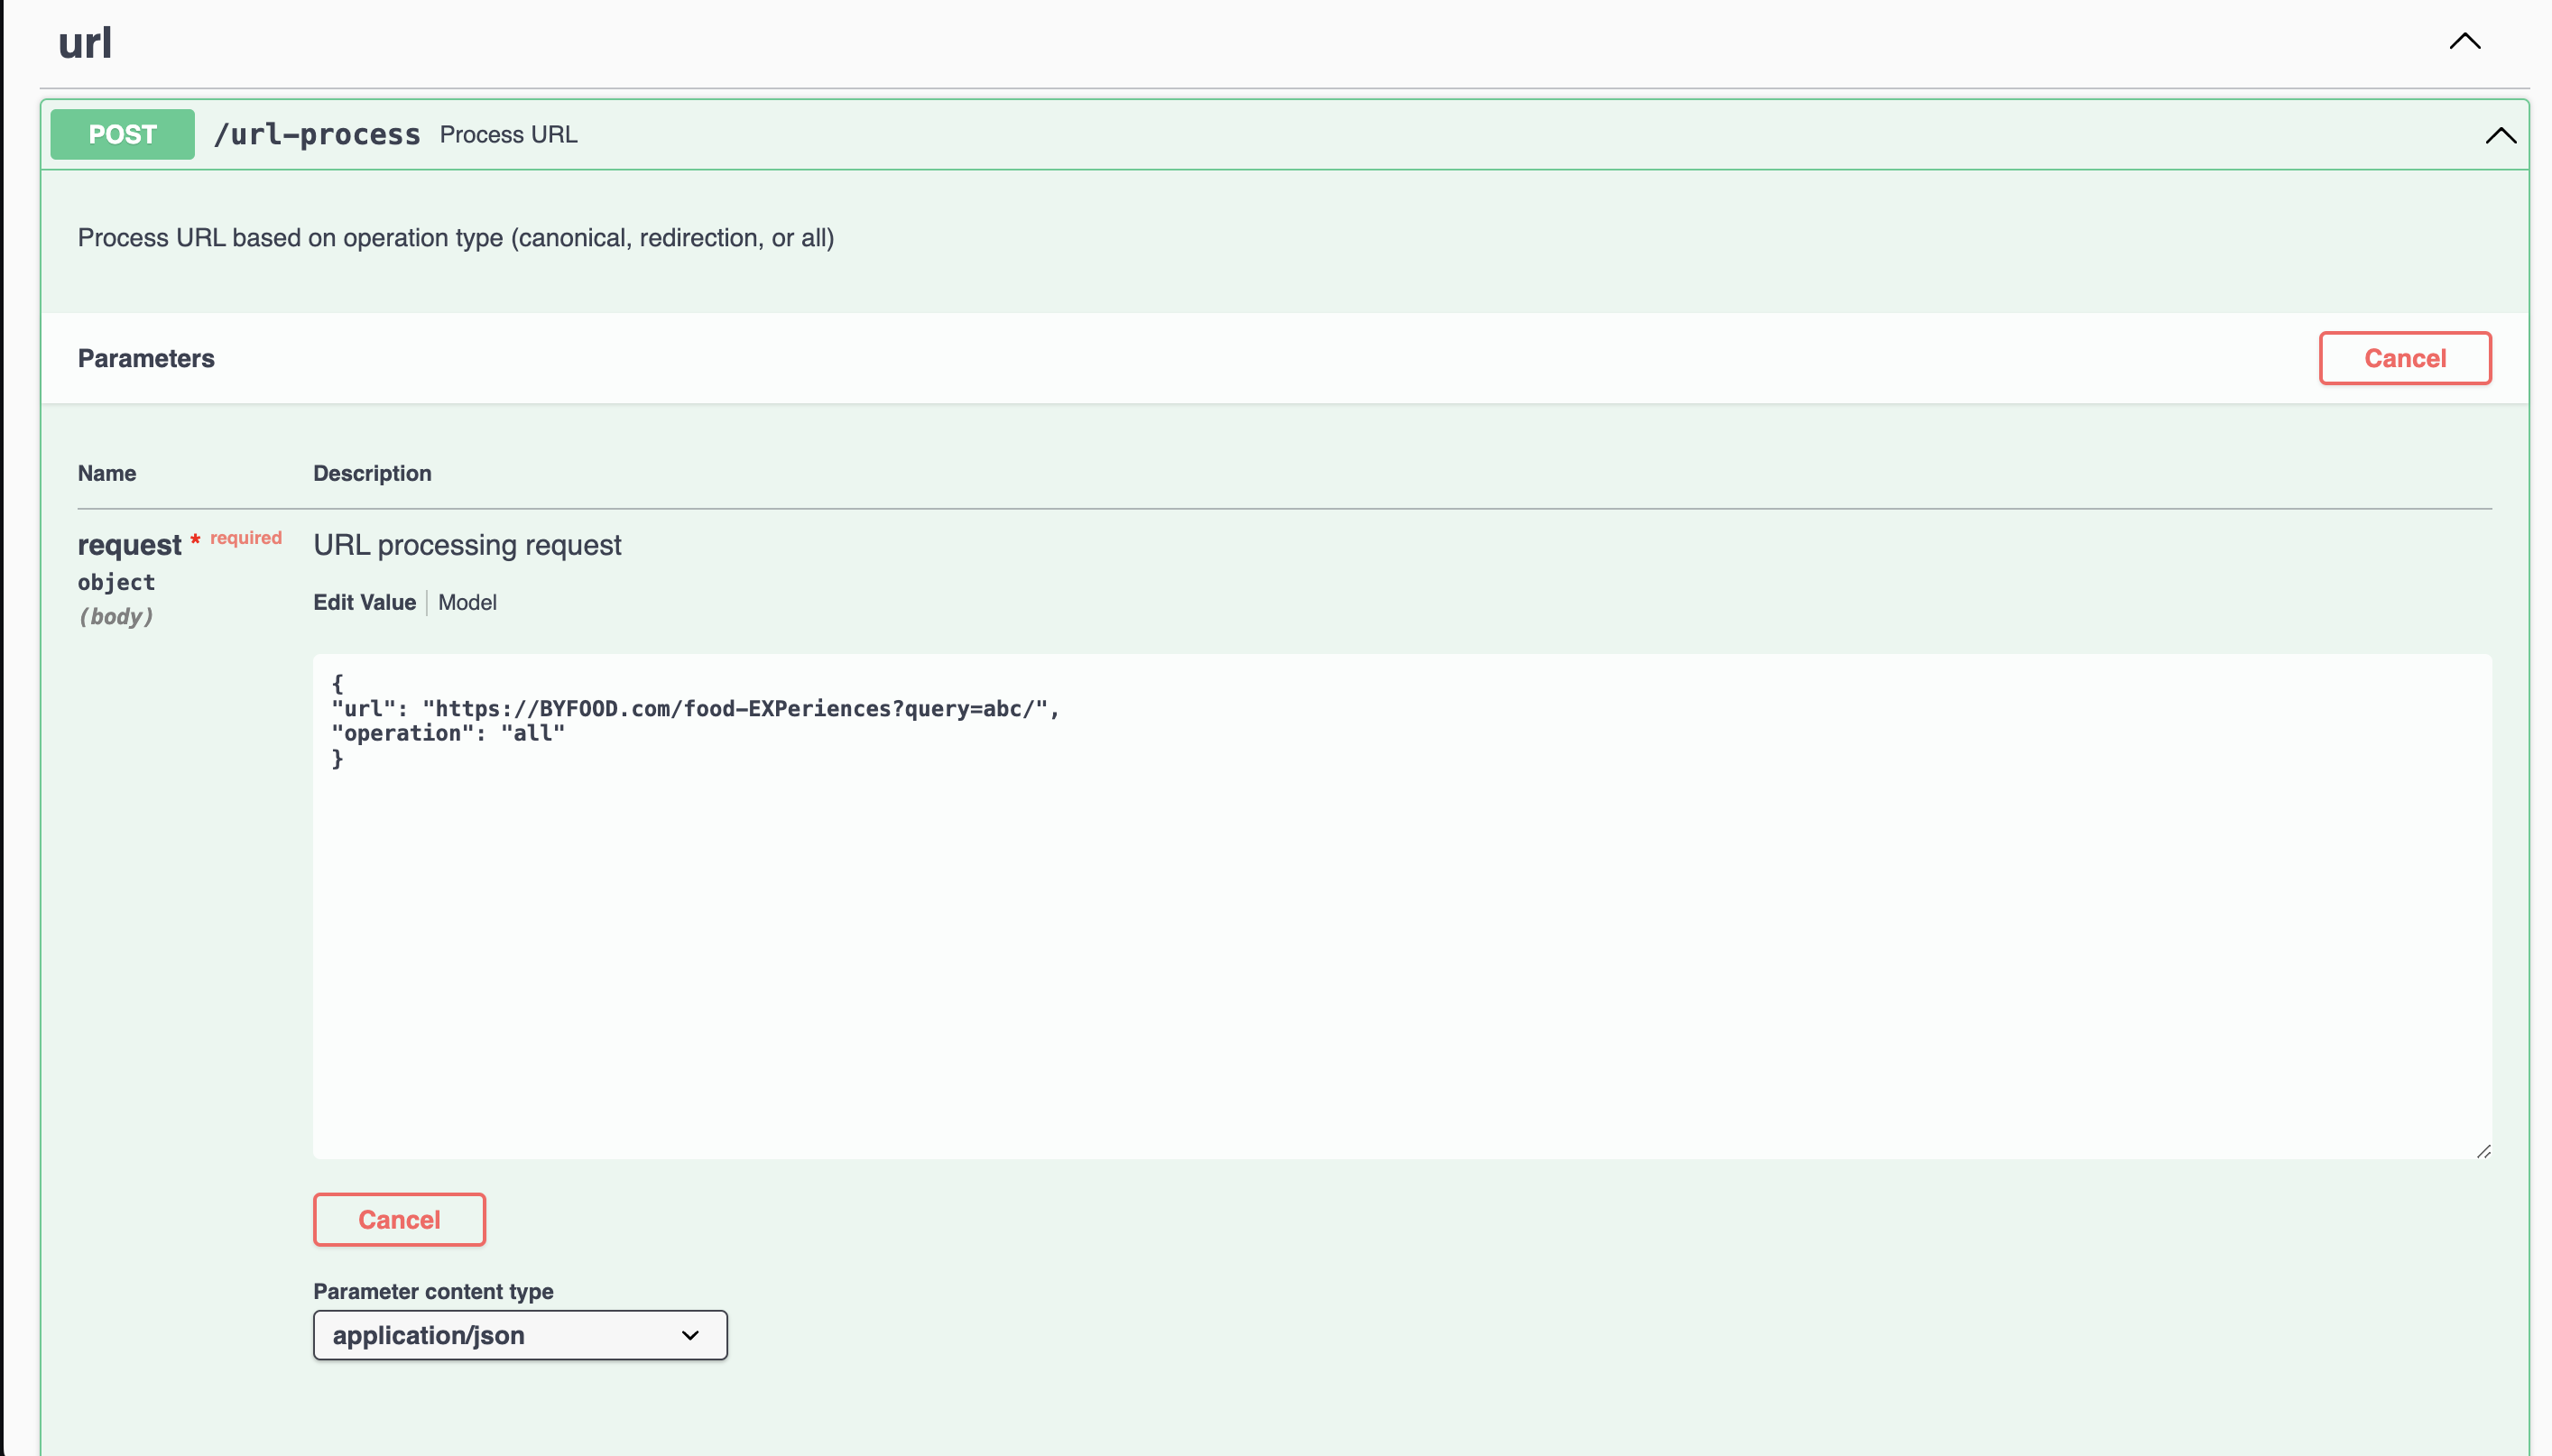 url
POST /url-process Process URL
Process URL based on operation type (canonical, redirection, or all)
Parameters Cancel
Name Description
request * required URL processing request
object
Edit Value Model
(body)
{
"url": "https://BYFOOD.com/food-EXPeriences?query=abc/",
"operation": "all"
}
Cancel
Parameter content type
application/json